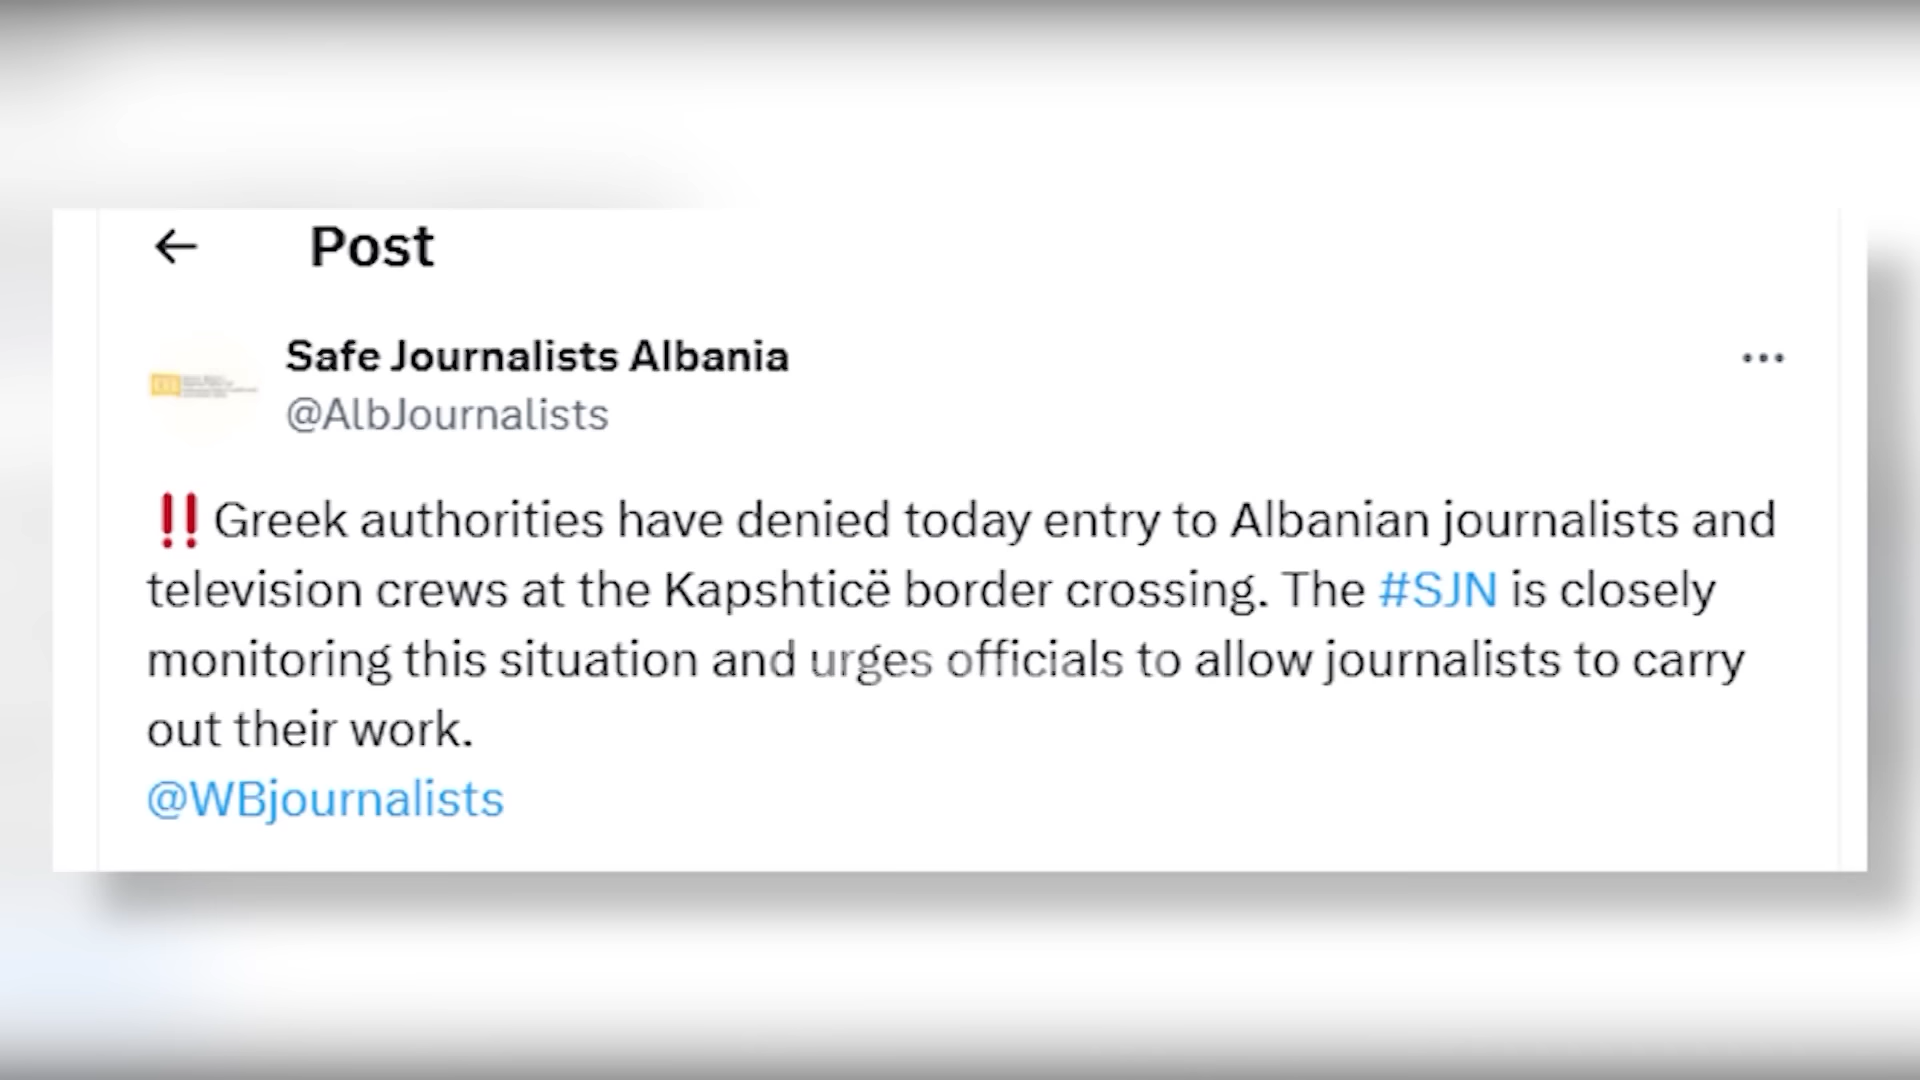 Post
Safe Journalists Albania
@AlbJournalists
‼️Greek authorities have denied today entry to Albanian journalists and
television crews at the Kapshticë border crossing. The #SJN is closely
monitoring this situation and urges officials to allow journalists to carry
out their work.
@WBjournalists